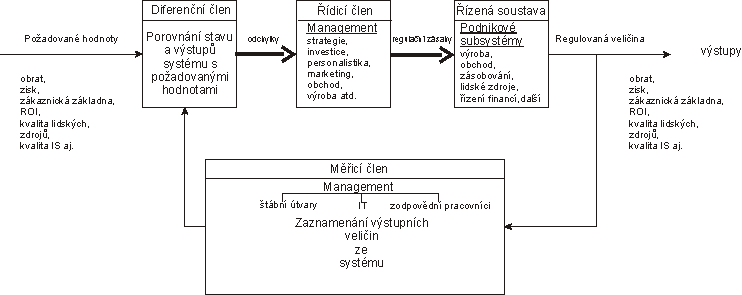 Požadované hodnoty
obrat,
zisk,
zákaznická základna,
ROI,
kvalita lidských,
zdrojů,
kvalita IS aj.
Diferenční člen
Porovnání stavu
a výstupů
systému s
požadovanými
hodnotami
odchylky
Řídicí člen
Management
strategie,
investice,
personalistika,
marketing,
obchod,
výroba atd.
regulační zásahy
Řízená soustava
Podnikové
subsystémy
výroba,
obchod,
zásobování,
lidské zdroje,
řízení financí,další
Regulovaná veličina
výstupy
obrat,
zisk,
zákaznická základna,
ROI,
kvalita lidských,
zdrojů,
kvalita IS aj.
Měřicí člen
Management
štábní útvary IT zodpovědní pracovníci
Zaznamenání výstupních
veličin
ze
systému